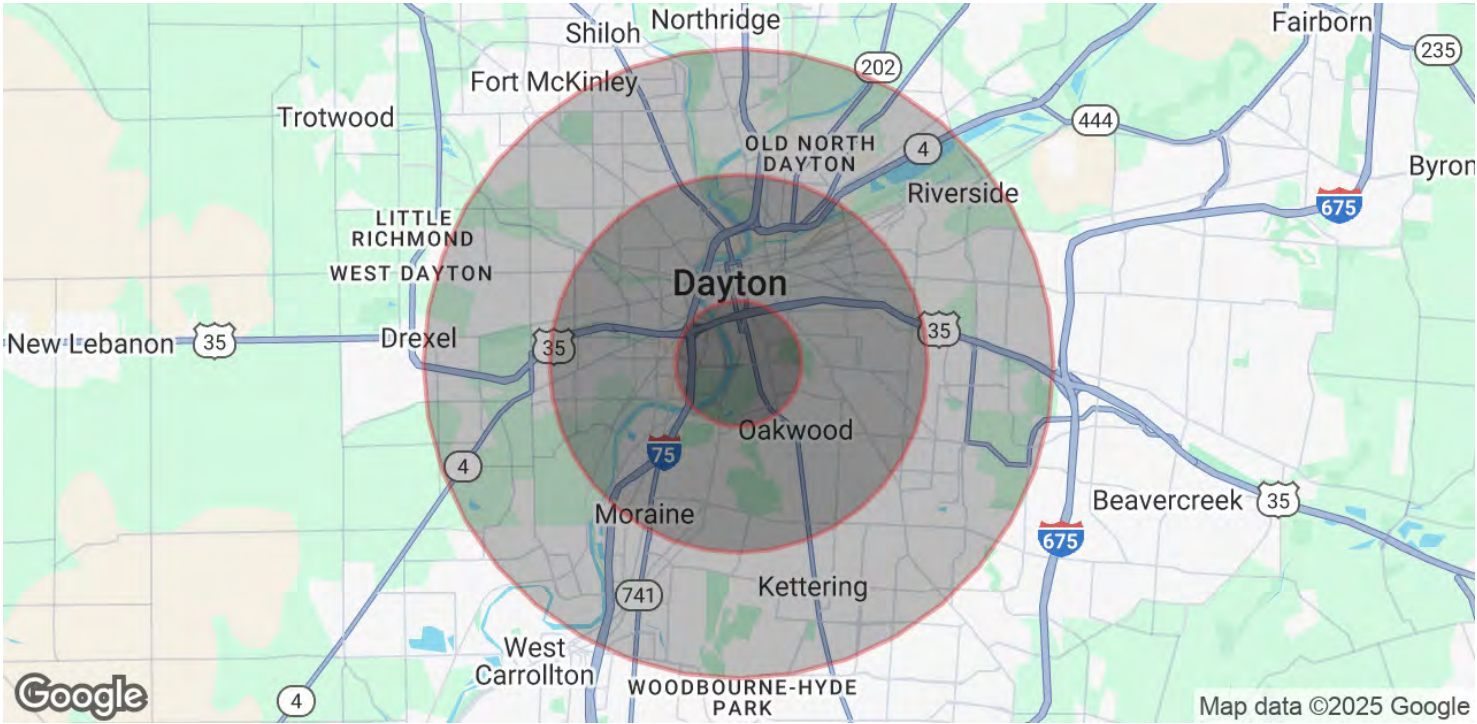 Northridge
Shiloh
Fairborn
235
202
Fort McKinley
Trotwood
444
OLD NORTH
DAYTON
4
Byron
Riverside
675
LITTLE
RICHMOND
WEST DAYTON
Dayton
New Lebanon
35
Drexel
35
35
Oakwood
75
4
Beavercreek
35
Moraine
675
Kettering
741
West
Carrollton
WOODBOURNE-HYDE
PARK
Google
4
Map data ©2025 Google